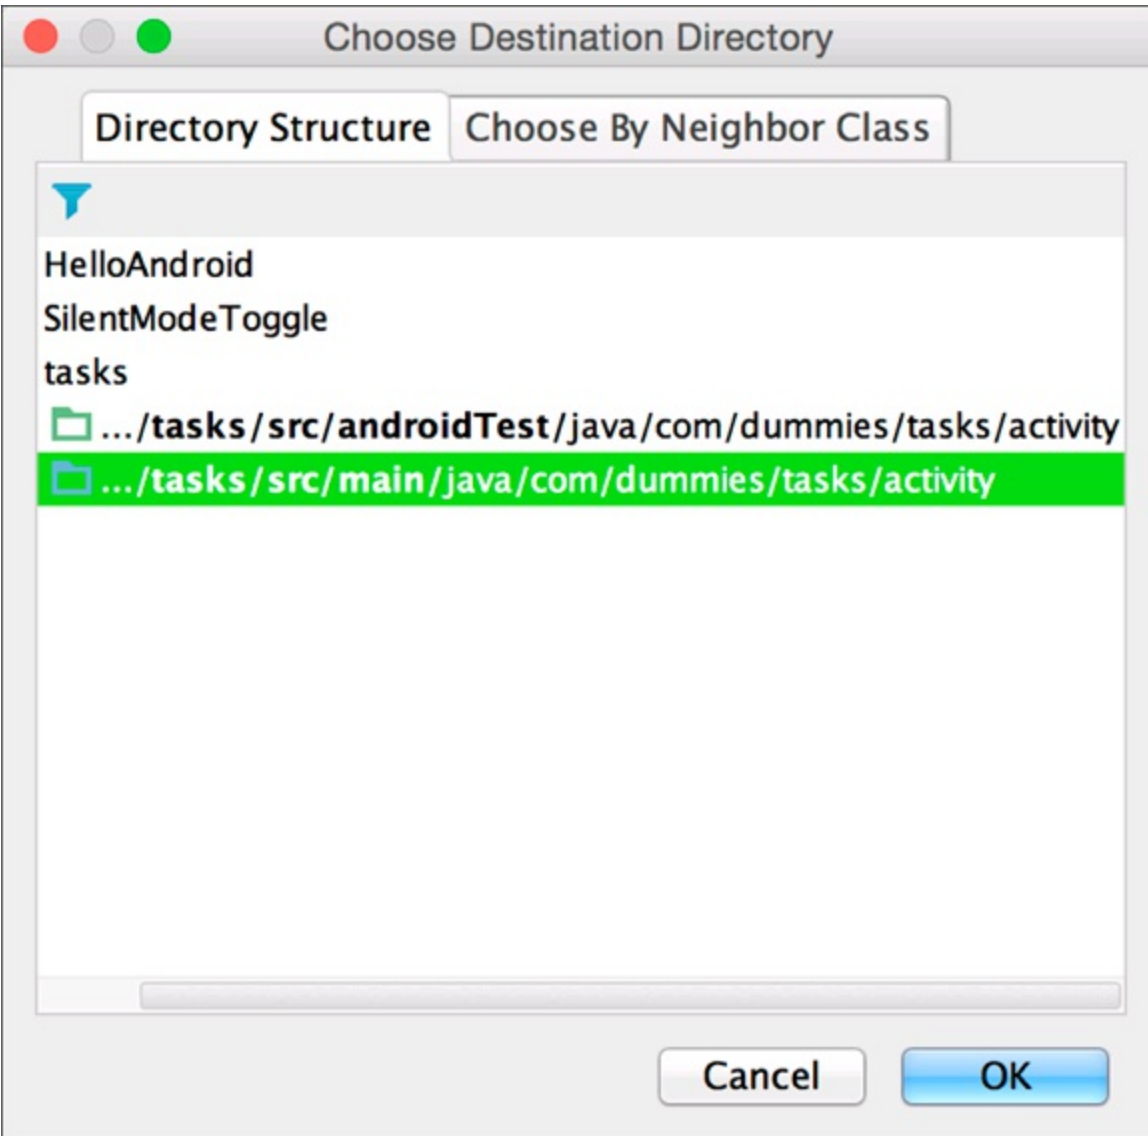 Choose Destination Directory
Directory Structure
Choose By Neighbor Class
HelloAndroid
SilentModeToggle
tasks
.../tasks/src/androidTest/java/com/dummies/tasks/activity
.../tasks/src/main/java/com/dummies/tasks/activity
Cancel
OK